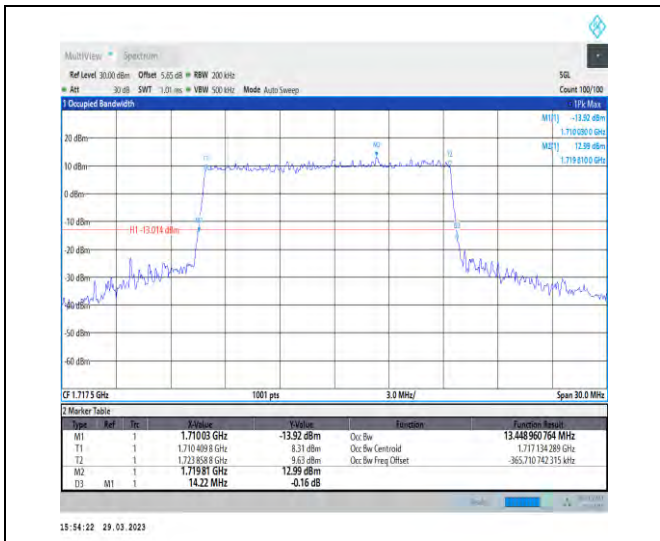 MultiView Spectrum
Ref Level 30.00 dBm Offset 5.65 dB RBW 200 kHz SGL
Att 30 dB SWT 1.01 ms VBW 500 kHz Mode Auto Sweep Count 100/100
1 Occupied Bandwidth 1Pk Max
M1[1] -13.92 dBm
1.710 030 0 GHz
M2[1] 12.99 dBm
1.719 810 0 GHz
20 dBm
M2
T1 T2
10 dBm
0 dBm
-10 dBm
M1
H1 -13.014 dBm
D3
-20 dBm
-30 dBm
-40 dBm
-50 dBm
-60 dBm
CF 1.717 5 GHz 1001 pts 3.0 MHz/ Span 30.0 MHz
2 Marker Table
Type Ref Trc X-Value Y-Value Function Function Result
M1 1 1.71003 GHz -13.92 dBm Occ Bw 13.448 960 764 MHz
T1 1 1.710 409 8 GHz 8.31 dBm Occ Bw Centroid 1.717 134 289 GHz
T2 1 1.723 858 8 GHz 9.63 dBm Occ Bw Freq Offset -365.710 742 315 kHz
M2 1 1.71981 GHz 12.99 dBm
D3 M1 1 14.22 MHz -0.16 dB
Ready
15:54:22 29.03.2023